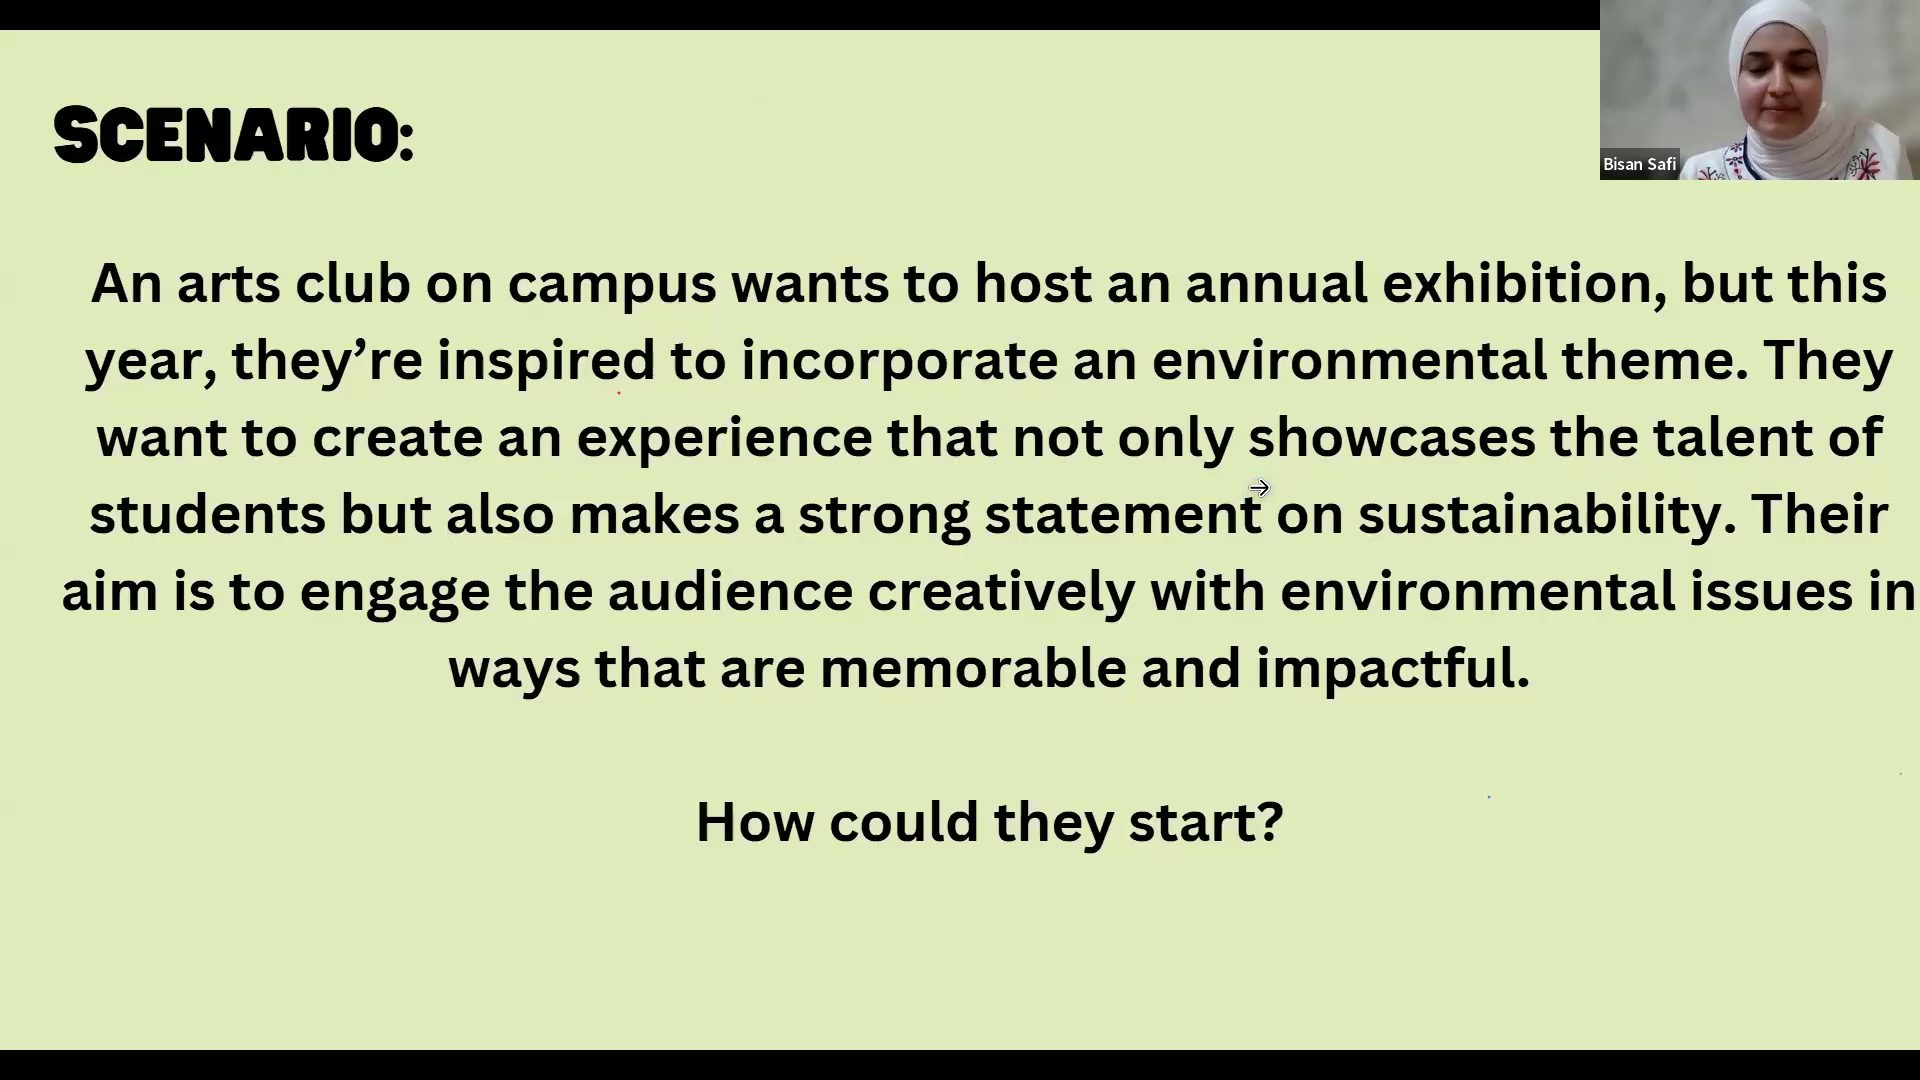 SCENARIO:
An arts club on campus wants to host an annual exhibition, but this
year, they’re inspired to incorporate an environmental theme. They
want to create an experience that not only showcases the talent of
students but also makes a strong statement on sustainability. Their
aim is to engage the audience creatively with environmental issues in
ways that are memorable and impactful.
How could they start?
Bisan Safi